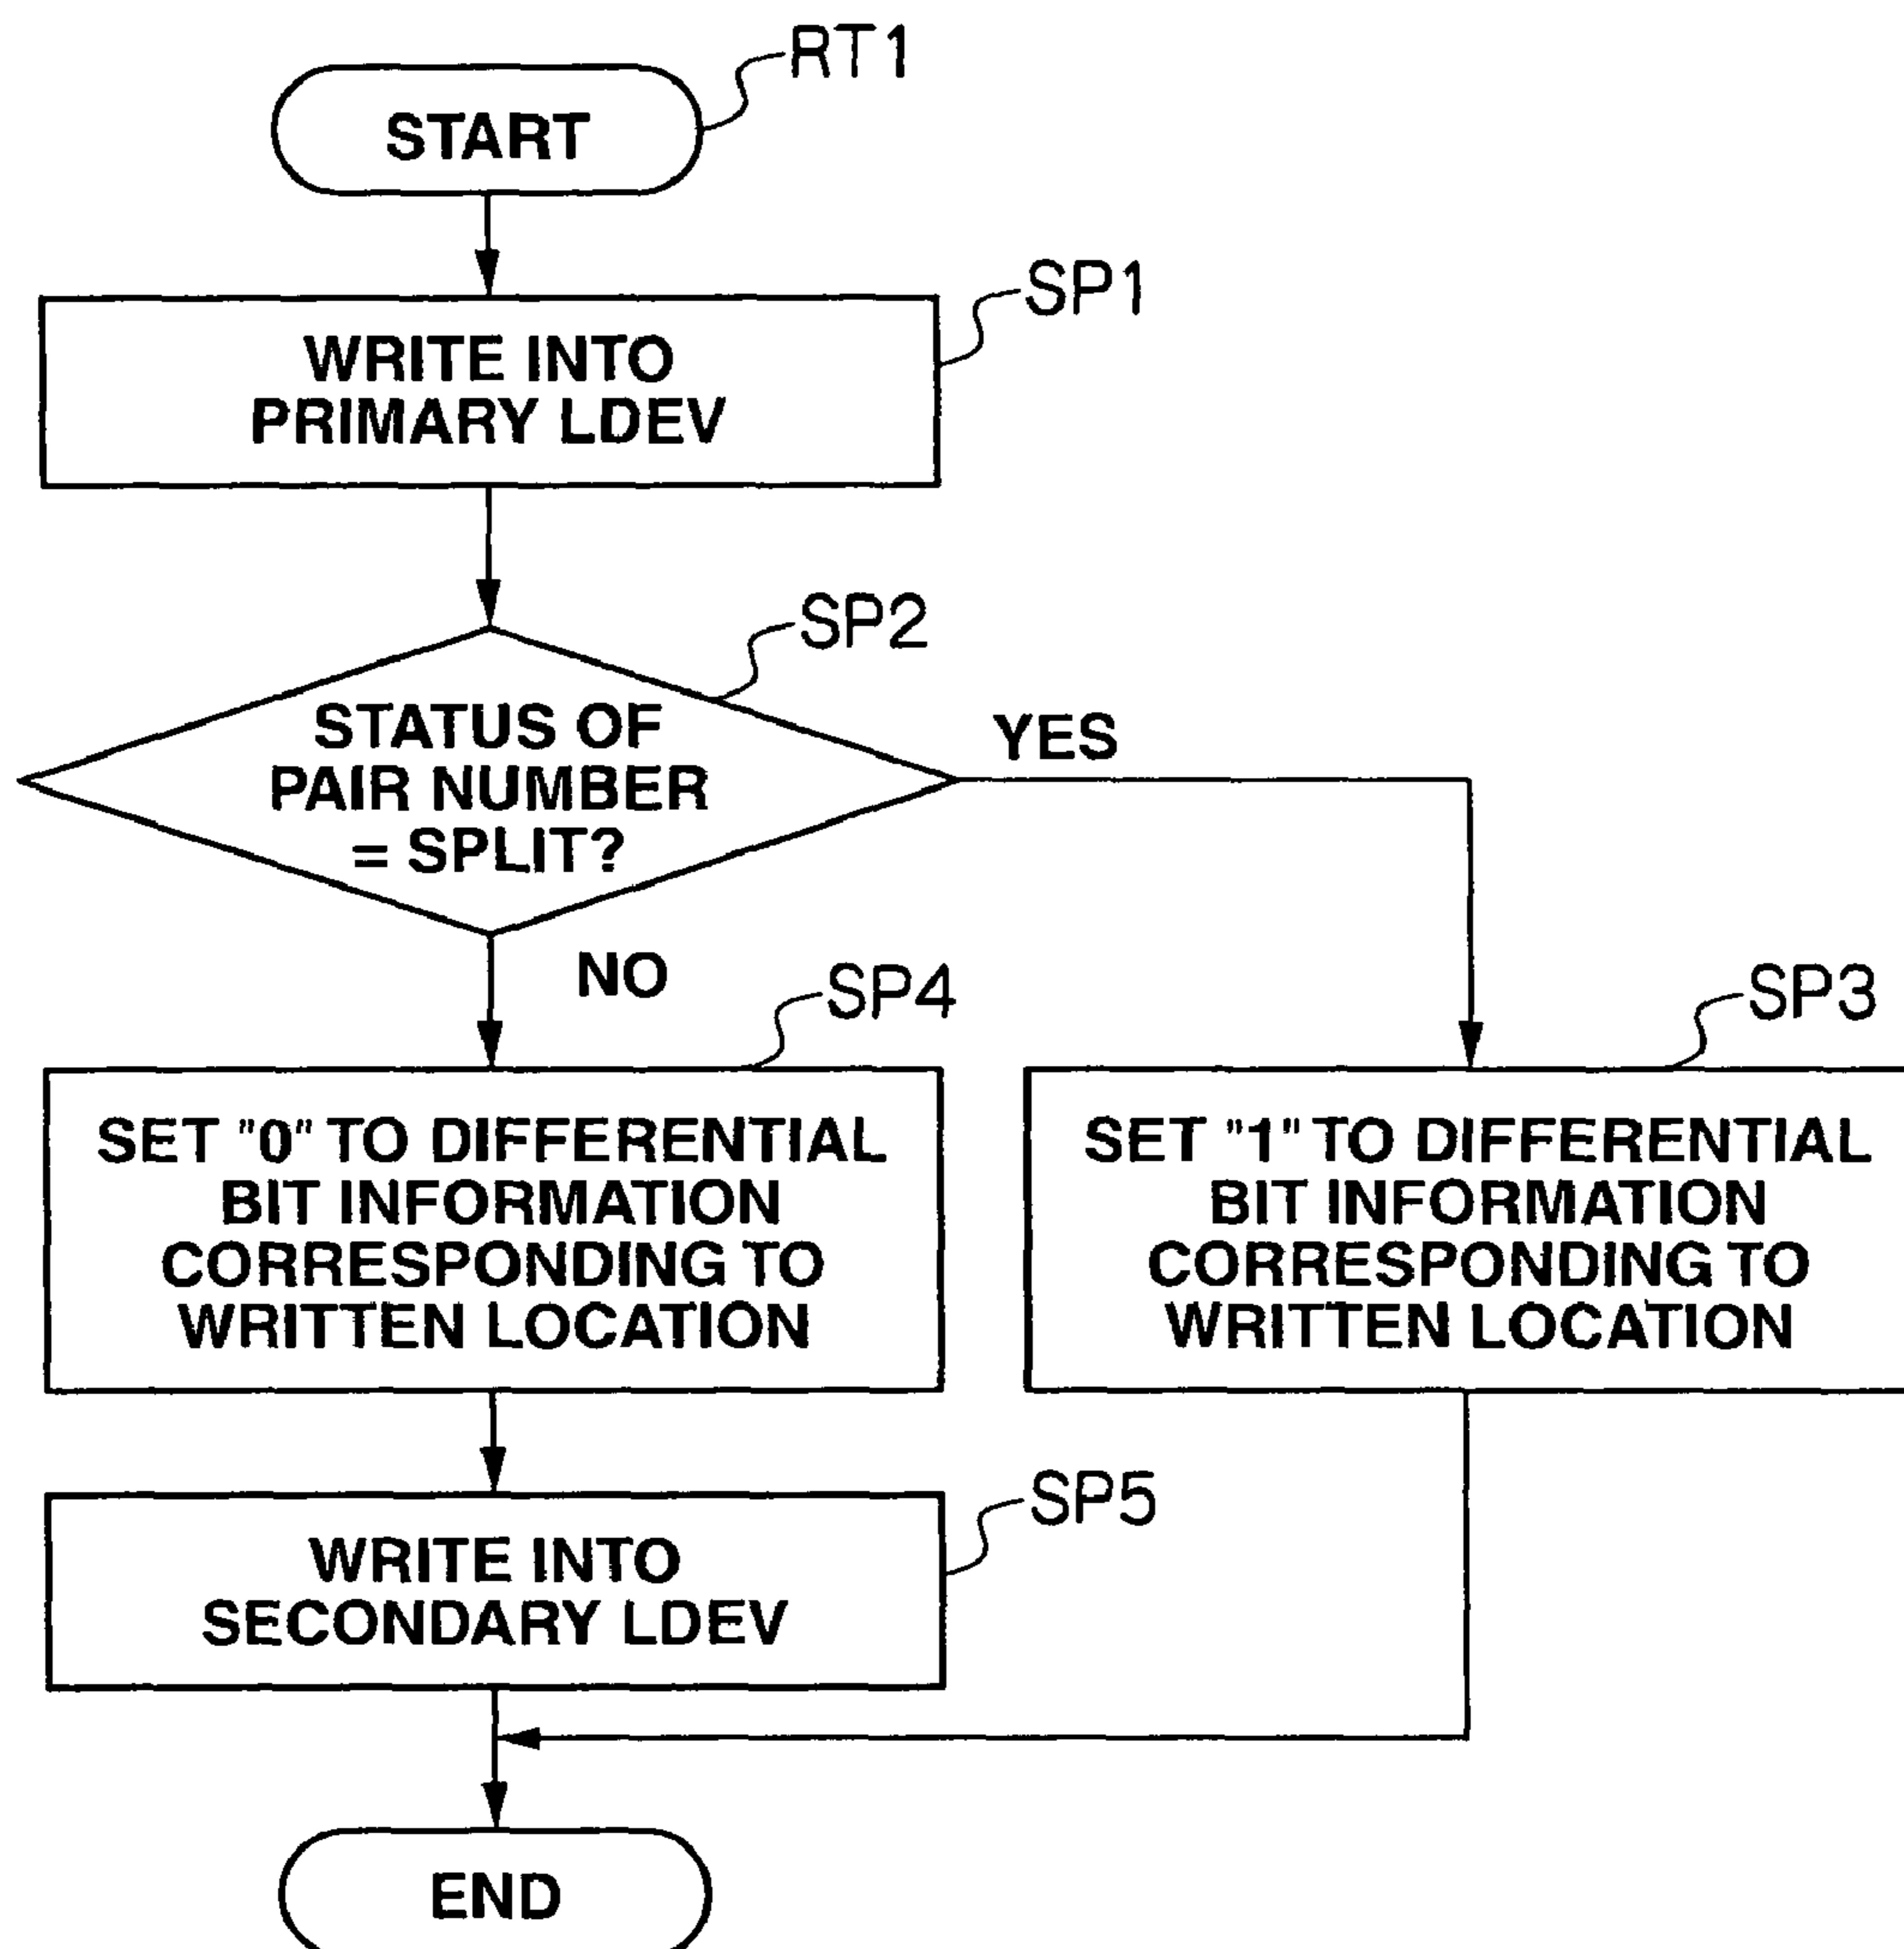 RT1
START
SP1
WRITE INTO
PRIMARY LDEV
SP2
STATUS OF
PAIR NUMBER
= SPLIT?
YES
NO
SP4
SP3
SET "0" TO DIFFERENTIAL
BIT INFORMATION
CORRESPONDING TO
WRITTEN LOCATION
SET "1" TO DIFFERENTIAL
BIT INFORMATION
CORRESPONDING TO
WRITTEN LOCATION
SP5
WRITE INTO
SECONDARY LDEV
END